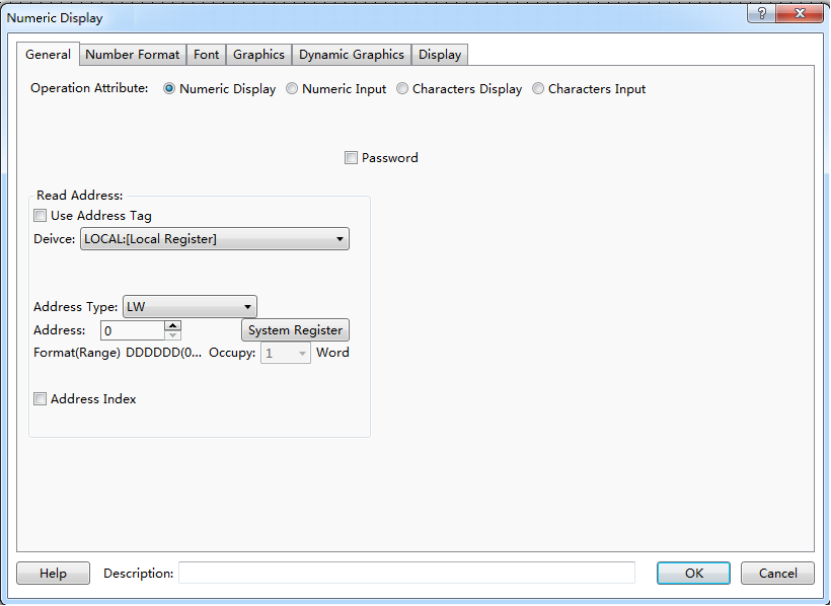 Numeric Display
General Number Format Font Graphics Dynamic Graphics Display
Operation Attribute: Numeric Display Numeric Input Characters Display Characters Input
Password
Read Address:
Use Address Tag
Deivce: LOCAL:[Local Register]
Address Type: LW
Address: 0 System Register
Format(Range) DDDDDD(0... Occupy: 1 Word
Address Index
Help Description: OK Cancel